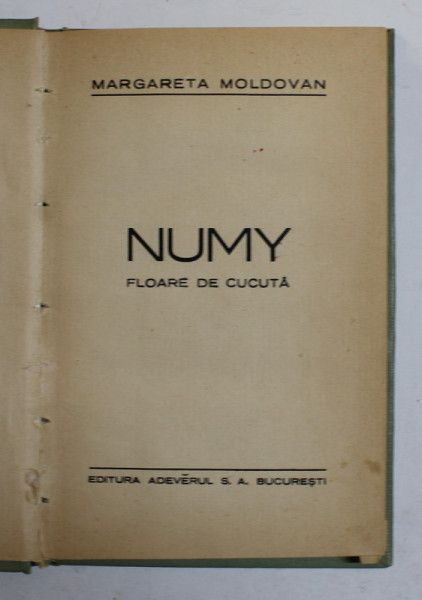 MARGARETA MOLDOVAN
NUMY
FLOARE DE CUCUTĂ
EDITURA ADEVĔRUL S. A. BUCUREȘTI